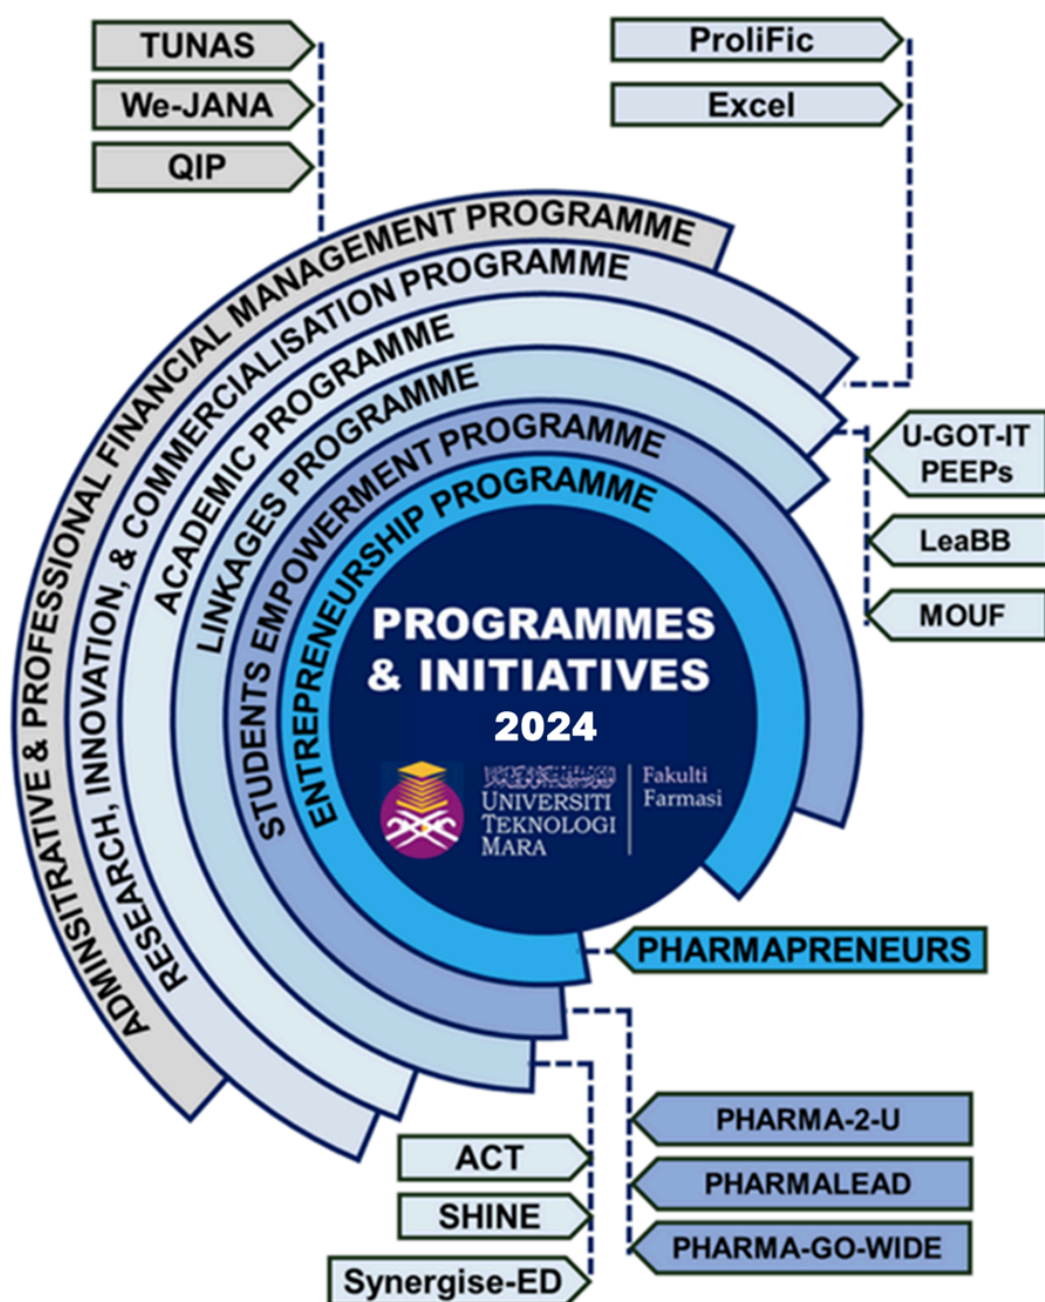 TUNAS
We-JANA
QIP
ProliFic
Excel
ADMINSITRATIVE & PROFESSIONAL FINANCIAL MANAGEMENT PROGRAMME
RESEARCH, INNOVATION, & COMMERCIALISATION PROGRAMME
ACADEMIC PROGRAMME
LINKAGES PROGRAMME
STUDENTS EMPOWERMENT PROGRAMME
ENTREPRENEURSHIP PROGRAMME
U-GOT-IT
PEEPs
LeaBB
MOUF
PROGRAMMES
& INITIATIVES
2024
UNIVERSITI
TEKNOLOGI
MARA
Fakulti
Farmasi
PHARMAPRENEURS
PHARMA-2-U
PHARMALEAD
PHARMA-GO-WIDE
ACT
SHINE
Synergise-ED